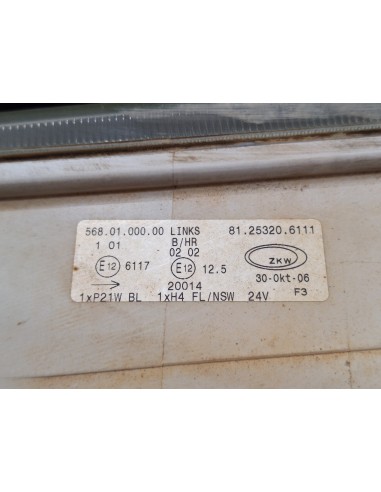 568.01.000.00 LINKS 81.25320.6111
1 01 B/HR
02 02
E12 6117 E12 12.5 ZKW
20014 30-Okt-06
1xP21W BL 1xH4 FL/NSW 24V F3